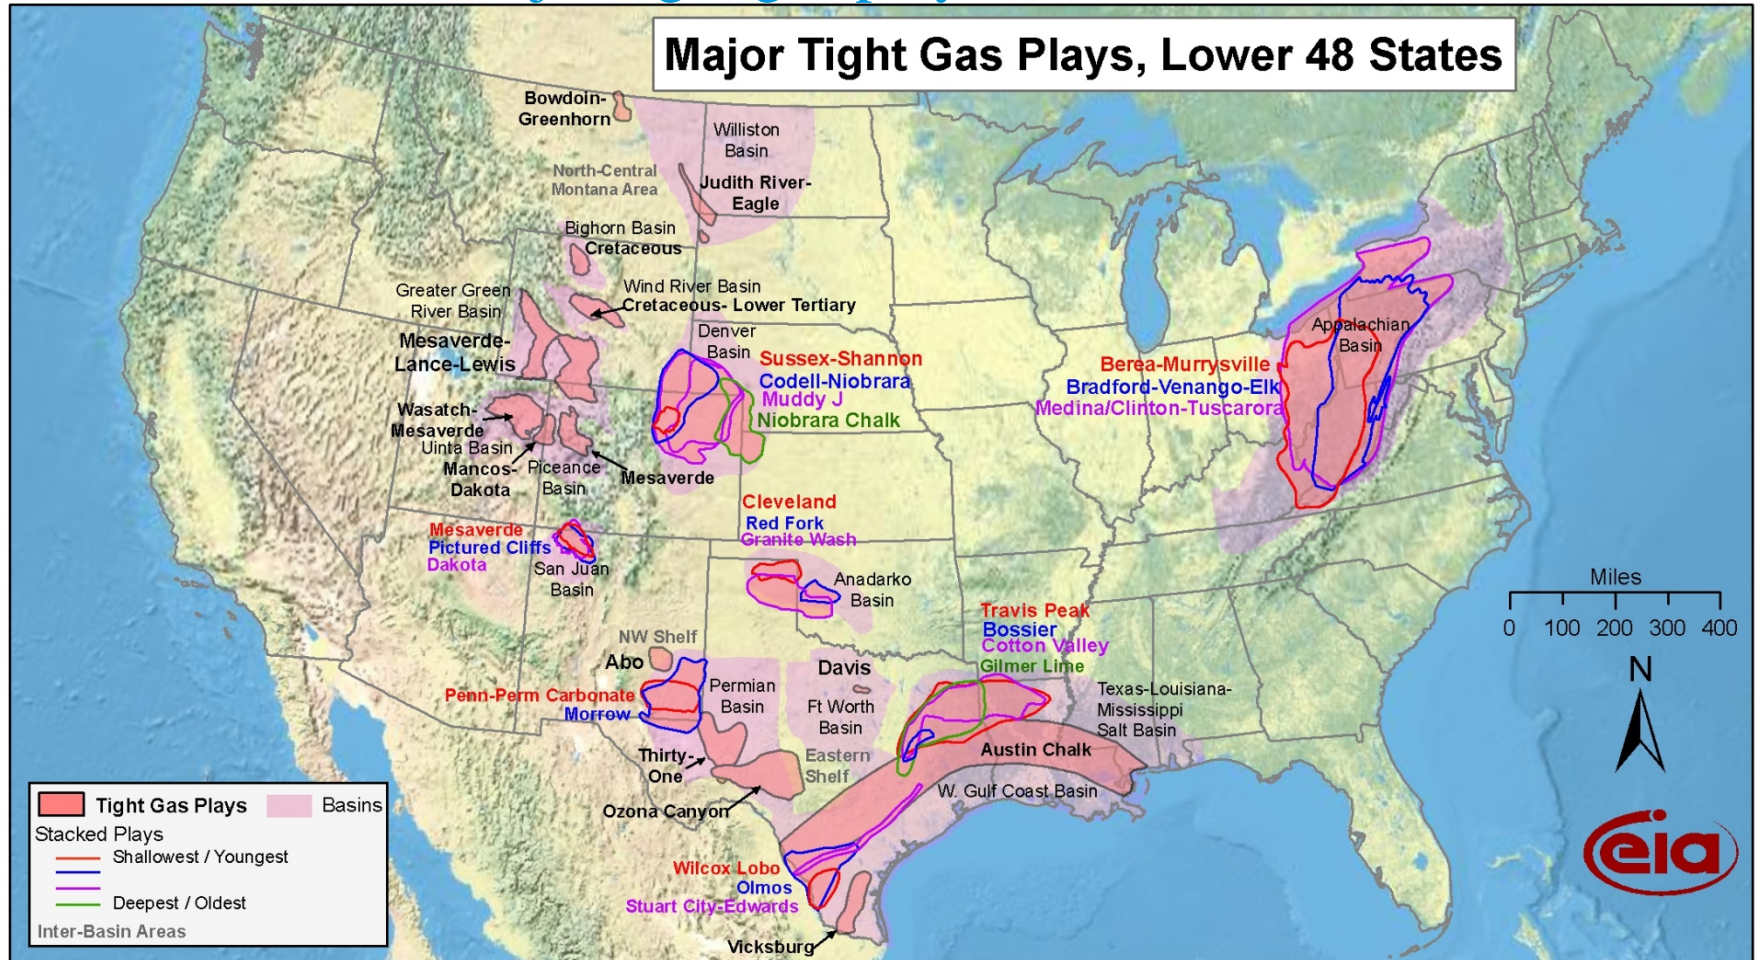 Major Tight Gas Plays, Lower 48 States
Bowdoin-
Greenhorn
Williston
Basin
North-Central
Montana Area
Judith River-
Eagle
Bighorn Basin
Cretaceous
Wind River Basin
Cretaceous- Lower Tertiary
Greater Green
River Basin
Mesaverde-
Lance-Lewis
Denver
Basin
Sussex-Shannon
Codell-Niobrara
Muddy J
Niobrara Chalk
Wasatch-
Mesaverde
Uinta Basin
Mancos-
Dakota
Piceance
Basin
Mesaverde
Appalachian
Basin
Berea-Murrysville
Bradford-Venango-Elk
Medina/Clinton-Tuscarora
Mesaverde
Pictured Cliffs
Dakota
San Juan
Basin
Cleveland
Red Fork
Granite Wash
Anadarko
Basin
Travis Peak
Bossier
Cotton Valley
Gilmer Lime
NW Shelf
Abo
Penn-Perm Carbonate
Morrow
Permian
Basin
Davis
Ft Worth
Basin
Texas-Louisiana-
Mississippi
Salt Basin
Thirty-
One
Eastern
Shelf
Ozona Canyon
Austin Chalk
W. Gulf Coast Basin
Wilcox Lobo
Olmos
Stuart City-Edwards
Vicksburg
Miles
0 100 200 300 400
N
eia
Tight Gas Plays
Basins
Stacked Plays
Shallowest / Youngest
Deepest / Oldest
Inter-Basin Areas